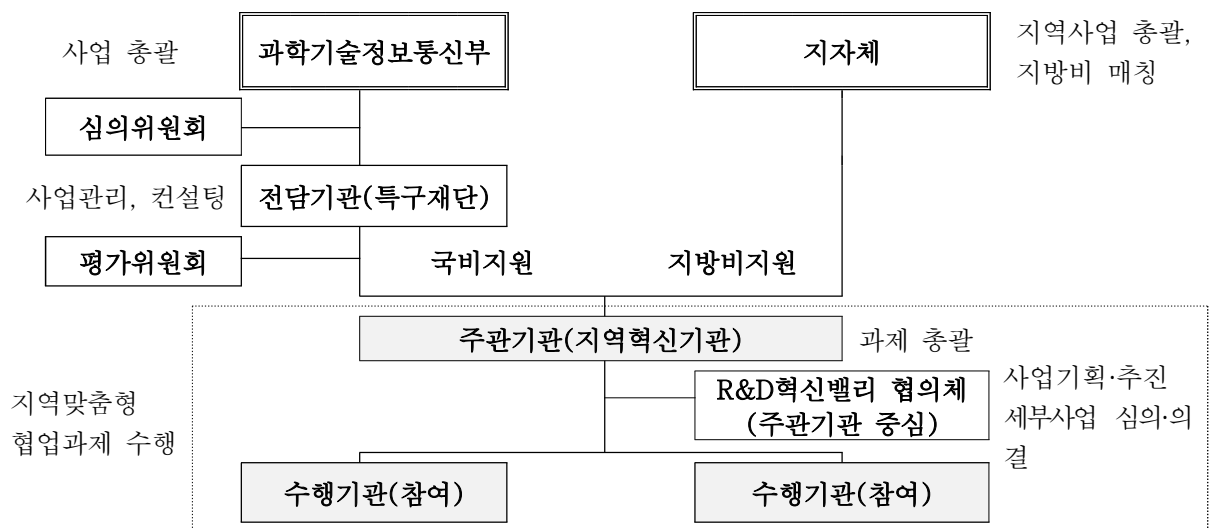 사업 총괄
과학기술정보통신부
지자체
지역사업 총괄,
지방비 매칭
심의위원회
사업관리, 컨설팅
전담기관(특구재단)
평가위원회
국비지원
지방비지원
주관기관(지역혁신기관)
과제 총괄
R&D혁신밸리 협의체
(주관기관 중심)
사업기획·추진
세부사업 심의·의
결
지역맞춤형
협업과제 수행
수행기관(참여)
수행기관(참여)